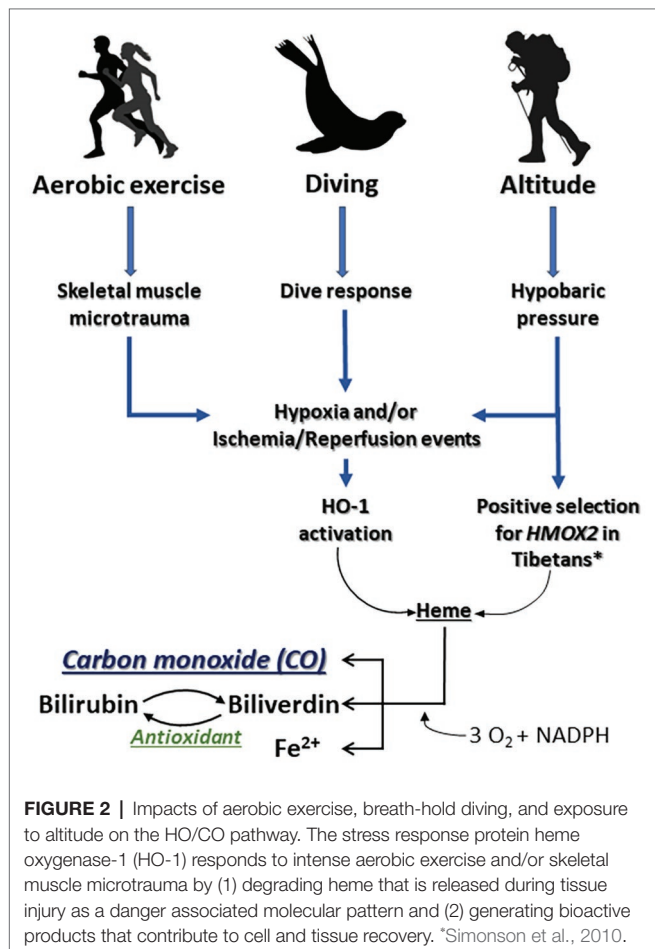 Aerobic exercise Diving Altitude
Skeletal muscle
microtrauma
Dive response
Hypobaric
pressure
Hypoxia and/or
Ischemia/Reperfusion events
HO-1
activation
Positive selection
for HMOX2 in
Tibetans*
Heme
Carbon monoxide (CO)
Bilirubin Biliverdin
Antioxidant
Fe²⁺
3 O₂ + NADPH
FIGURE 2 | Impacts of aerobic exercise, breath-hold diving, and exposure
to altitude on the HO/CO pathway. The stress response protein heme
oxygenase-1 (HO-1) responds to intense aerobic exercise and/or skeletal
muscle microtrauma by (1) degrading heme that is released during tissue
injury as a danger associated molecular pattern and (2) generating bioactive
products that contribute to cell and tissue recovery. *Simonson et al., 2010.